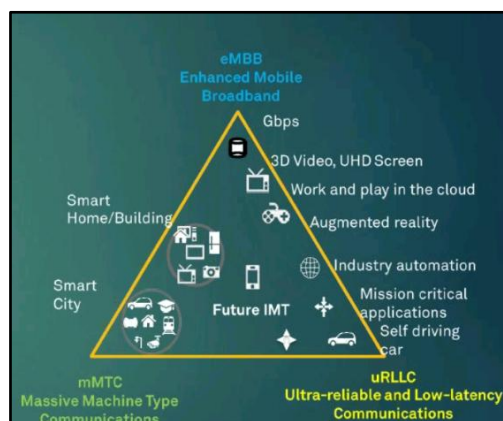 eMBB
Enhanced Mobile
Broadband
Gbps
3D Video, UHD Screen
Work and play in the cloud
Smart
Home/Building
Augmented reality
Industry automation
Smart
City
Mission critical
applications
Future IMT
Self driving
car
mMTC
Massive Machine Type
Communications
uRLLC
Ultra-reliable and Low-latency
Communications